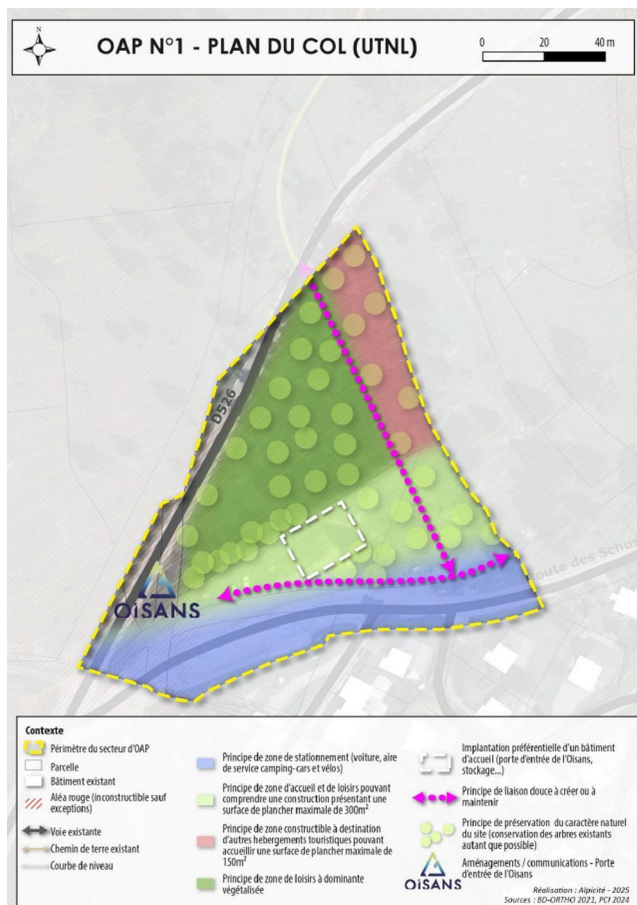 N
OAP N°1 - PLAN DU COL (UTNL)
0 20 40 m
D526
Route des Schus
OiSANS
Contexte
Périmètre du secteur d'OAP
Parcelle
Bâtiment existant
Aléa rouge (inconstructible sauf
exceptions)
Voie existante
Chemin de terre existant
Courbe de niveau
Principe de zone de stationnement (voiture, aire
de service camping-cars et vélos)
Principe de zone d'accueil et de loisirs pouvant
comprendre une construction présentant une
surface de plancher maximale de 300m²
Principe de zone constructible à destination
d'autres hebergements touristiques pouvant
accueillir une surface de plancher maximale de
150m²
Principe de zone de loisirs à dominante
végétalisée
Implantation préférentielle d'un bâtiment
d'accueil (porte d'entrée de l'Oisans,
stockage...)
Principe de liaison douce à créer ou à
maintenir
Principe de préservation du caractère naturel
du site (conservation des arbres existants
autant que possible)
OiSANS
Aménagements / communications - Porte
d'entrée de l'Oisans
Réalisation : Alpicité - 2025
Sources : BD-ORTHO 2021, PCI 2024